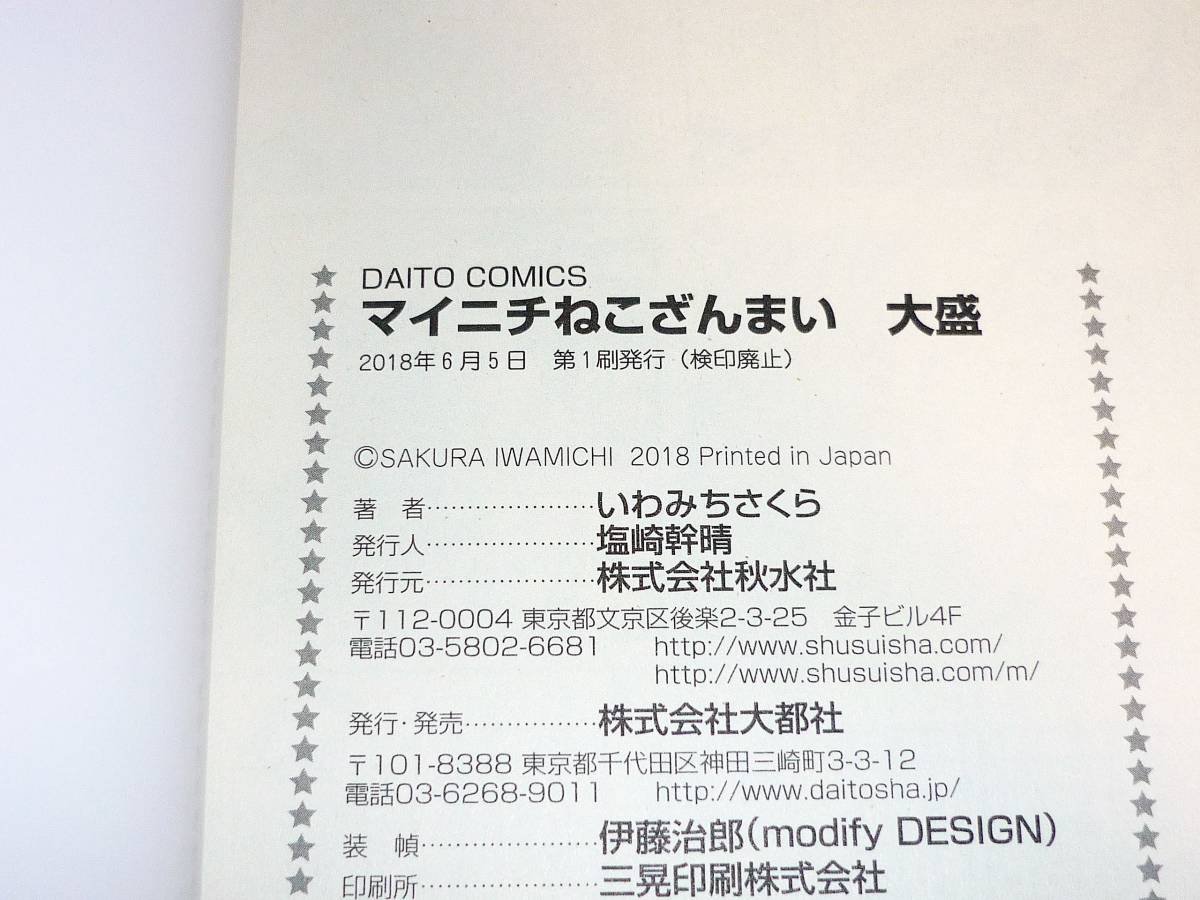 DAITO COMICS
マイニチねこざんまい　大盛
2018年6月5日　第1刷発行（検印廃止）
©SAKURA IWAMICHI 2018 Printed in Japan
著　者…………………いわみちさくら
発行人…………………塩崎幹晴
発行元…………………株式会社秋水社
〒112-0004 東京都文京区後楽2-3-25　金子ビル4F
電話03-5802-6681　http://www.shusuisha.com/
http://www.shusuisha.com/m/
発行・発売……………株式会社大都社
〒101-8388 東京都千代田区神田三崎町3-3-12
電話03-6268-9011　http://www.daitosha.jp/
装　幀…………………伊藤治郎（modify DESIGN）
印刷所…………………三晃印刷株式会社